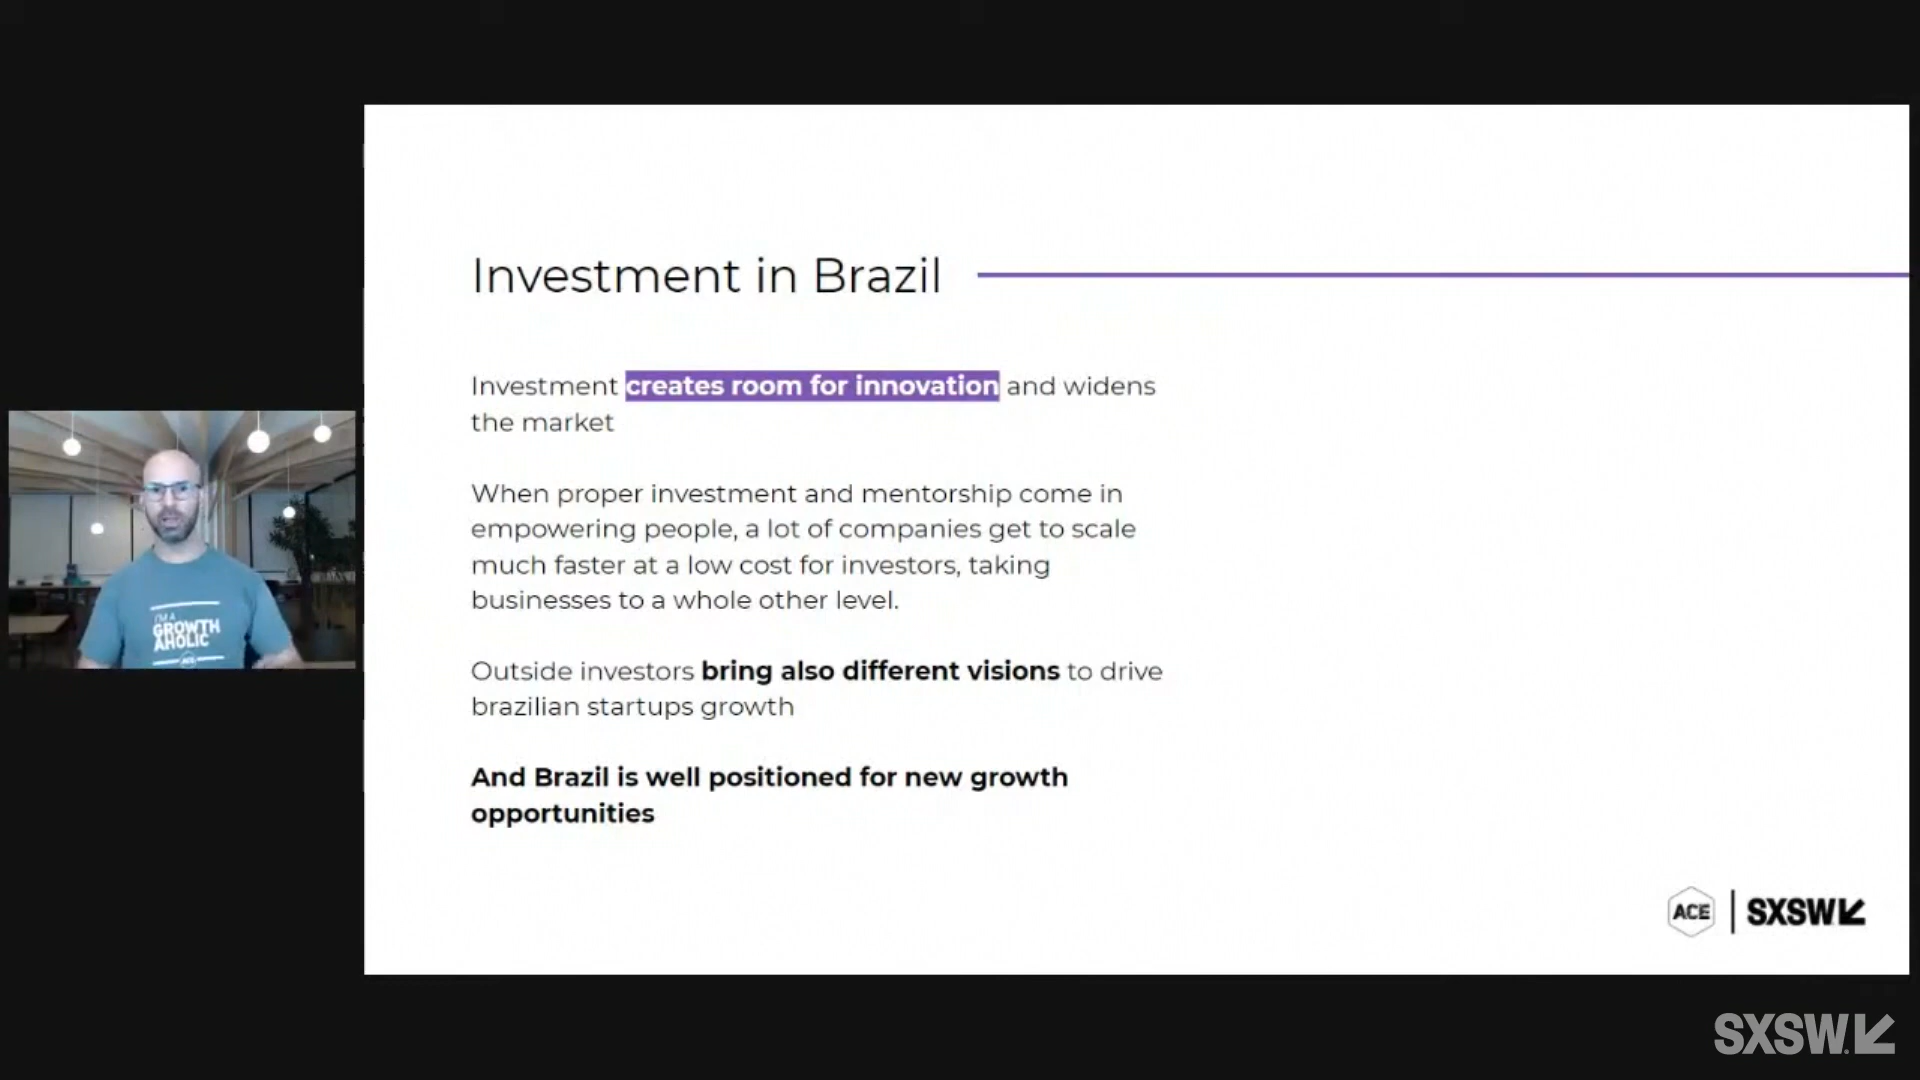 Investment in Brazil
Investment creates room for innovation and widens
the market
When proper investment and mentorship come in
empowering people, a lot of companies get to scale
much faster at a low cost for investors, taking
businesses to a whole other level.
Outside investors bring also different visions to drive
brazilian startups growth
And Brazil is well positioned for new growth
opportunities
I'M A
GROWTH
AHOLIC
ACE
ACE | SXSW
SXSW